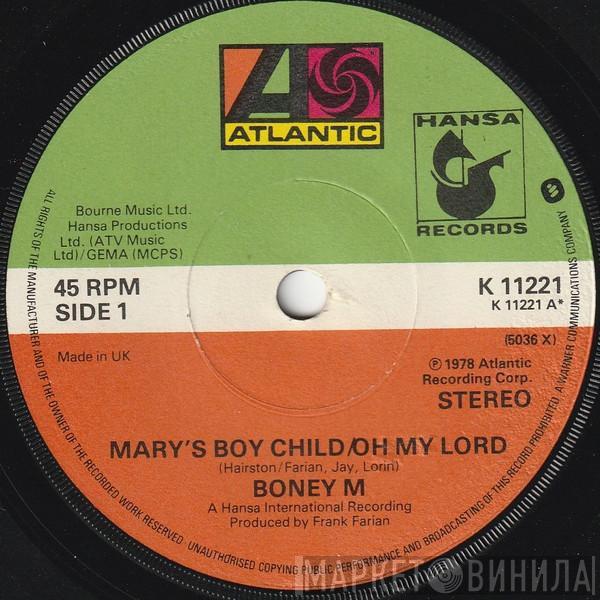 ATLANTIC
HANSA
RECORDS
Bourne Music Ltd.
Hansa Productions
Ltd. (ATV Music
Ltd)/GEMA (MCPS)
45 RPM
SIDE 1
K 11221
K 11221 A*
(5036 X)
Made in UK
℗ 1978 Atlantic
Recording Corp.
STEREO
MARY'S BOY CHILD/OH MY LORD
(Hairston/Farian, Jay, Lorin)
BONEY M
A Hansa International Recording
Produced by Frank Farian
ALL RIGHTS OF THE MANUFACTURER AND OF THE OWNER OF THE RECORDED WORK RESERVED. UNAUTHORISED COPYING PUBLIC PERFORMANCE AND BROADCASTING OF THIS RECORD PROHIBITED. A WARNER COMMUNICATIONS COMPANY
МАРКЕТ ВИНИЛА